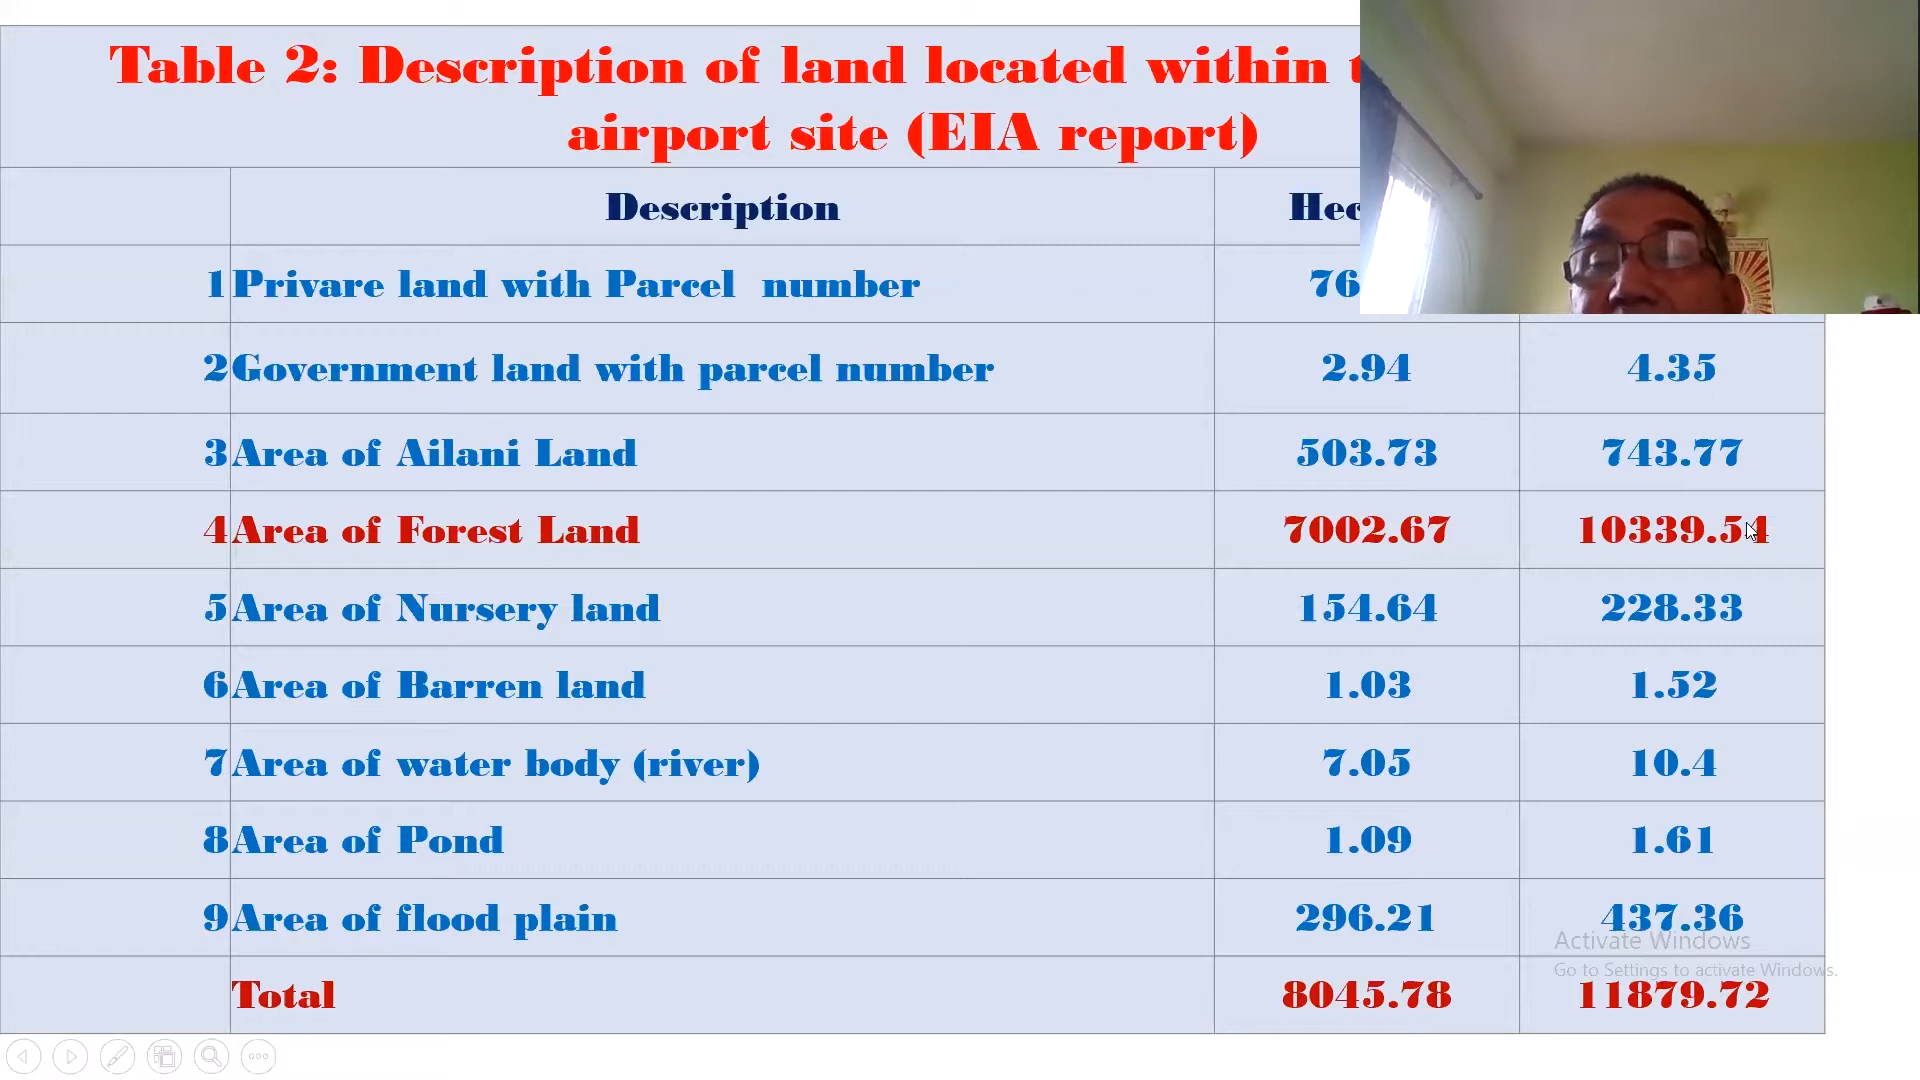 Table 2: Description of land located within
airport site (EIA report)
Description
1 Privare land with Parcel number 76
2 Government land with parcel number 2.94 4.35
3 Area of Ailani Land 503.73 743.77
4 Area of Forest Land 7002.67 10339.54
5 Area of Nursery land 154.64 228.33
6 Area of Barren land 1.03 1.52
7 Area of water body (river) 7.05 10.4
8 Area of Pond 1.09 1.61
9 Area of flood plain 296.21 437.36
Activate Windows
Go to Settings to activate Windows.
Total 8045.78 11879.72